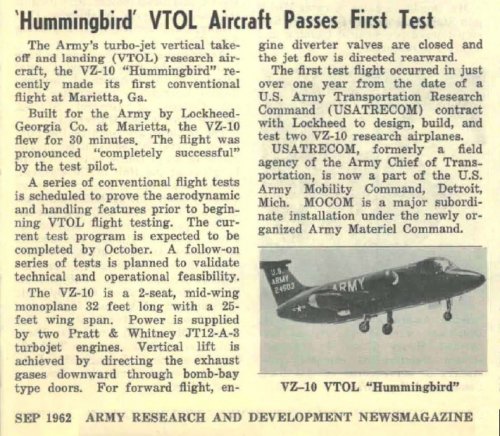 'Hummingbird' VTOL Aircraft Passes First Test
The Army's turbo-jet vertical take-
off and landing (VTOL) research air-
craft, the VZ-10 "Hummingbird" re-
cently made its first conventional
flight at Marietta, Ga.
Built for the Army by Lockheed-
Georgia Co. at Marietta, the VZ-10
flew for 30 minutes. The flight was
pronounced "completely successful"
by the test pilot.
A series of conventional flight tests
is scheduled to prove the aerodynamic
and handling features prior to begin-
ning VTOL flight testing. The cur-
rent test program is expected to be
completed by October. A follow-on
series of tests is planned to validate
technical and operational feasibility.
The VZ-10 is a 2-seat, mid-wing
monoplane 32 feet long with a 25-
feet wing span. Power is supplied
by two Pratt & Whitney JT12-A-3
turbojet engines. Vertical lift is
achieved by directing the exhaust
gases downward through bomb-bay
type doors. For forward flight, en-
gine diverter valves are closed and
the jet flow is directed rearward.
The first test flight occurred in just
over one year from the date of a
U.S. Army Transportation Research
Command (USATRECOM) contract
with Lockheed to design, build, and
test two VZ-10 research airplanes.
USATRECOM, formerly a field
agency of the Army Chief of Trans-
portation, is now a part of the U.S.
Army Mobility Command, Detroit,
Mich. MOCOM is a major subordi-
nate installation under the newly or-
ganized Army Materiel Command.
U.S.
ARMY
24503
ARMY
VZ-10 VTOL "Hummingbird"
SEP 1962 ARMY RESEARCH AND DEVELOPMENT NEWSMAGAZINE